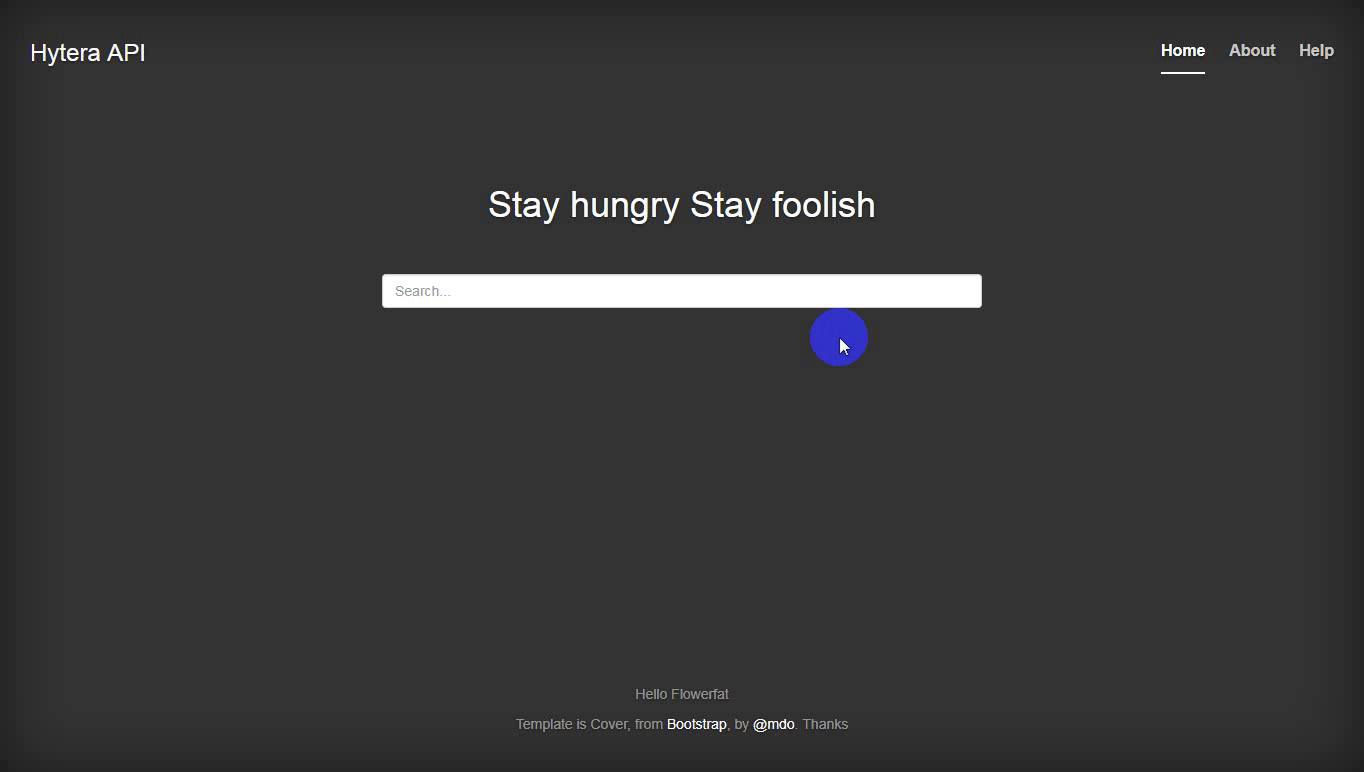 Hytera API
Home About Help
Stay hungry Stay foolish
Search...
Hello Flowerfat
Template is Cover, from Bootstrap, by @mdo. Thanks